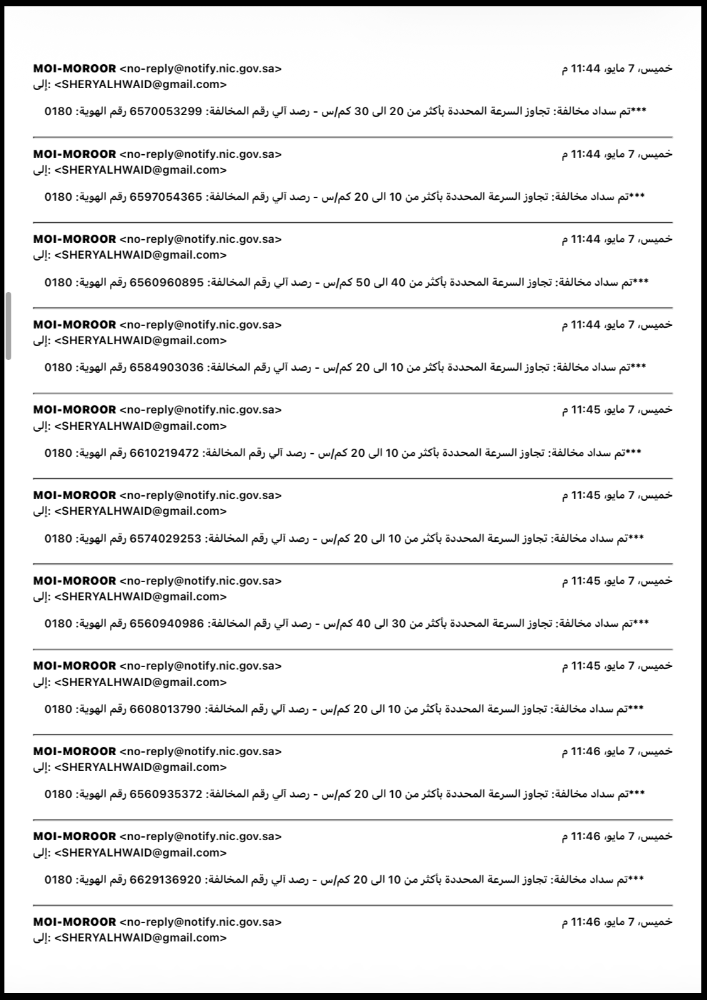 MOI-MOROOR <no-reply@notify.nic.gov.sa> خميس، 7 مايو، 11:44 م
إلى: <SHERYALHWAID@gmail.com>
تم سداد مخالفة: تجاوز السرعة المحددة بأكثر من 20 الى 30 كم/س - رصد آلي رقم المخالفة: 6570053299 رقم الهوية: 0180***
MOI-MOROOR <no-reply@notify.nic.gov.sa> خميس، 7 مايو، 11:44 م
إلى: <SHERYALHWAID@gmail.com>
تم سداد مخالفة: تجاوز السرعة المحددة بأكثر من 10 الى 20 كم/س - رصد آلي رقم المخالفة: 6597054365 رقم الهوية: 0180***
MOI-MOROOR <no-reply@notify.nic.gov.sa> خميس، 7 مايو، 11:44 م
إلى: <SHERYALHWAID@gmail.com>
تم سداد مخالفة: تجاوز السرعة المحددة بأكثر من 40 الى 50 كم/س - رصد آلي رقم المخالفة: 6560960895 رقم الهوية: 0180***
MOI-MOROOR <no-reply@notify.nic.gov.sa> خميس، 7 مايو، 11:44 م
إلى: <SHERYALHWAID@gmail.com>
تم سداد مخالفة: تجاوز السرعة المحددة بأكثر من 10 الى 20 كم/س - رصد آلي رقم المخالفة: 6584903036 رقم الهوية: 0180***
MOI-MOROOR <no-reply@notify.nic.gov.sa> خميس، 7 مايو، 11:45 م
إلى: <SHERYALHWAID@gmail.com>
تم سداد مخالفة: تجاوز السرعة المحددة بأكثر من 10 الى 20 كم/س - رصد آلي رقم المخالفة: 6610219472 رقم الهوية: 0180***
MOI-MOROOR <no-reply@notify.nic.gov.sa> خميس، 7 مايو، 11:45 م
إلى: <SHERYALHWAID@gmail.com>
تم سداد مخالفة: تجاوز السرعة المحددة بأكثر من 10 الى 20 كم/س - رصد آلي رقم المخالفة: 6574029253 رقم الهوية: 0180***
MOI-MOROOR <no-reply@notify.nic.gov.sa> خميس، 7 مايو، 11:45 م
إلى: <SHERYALHWAID@gmail.com>
تم سداد مخالفة: تجاوز السرعة المحددة بأكثر من 30 الى 40 كم/س - رصد آلي رقم المخالفة: 6560940986 رقم الهوية: 0180***
MOI-MOROOR <no-reply@notify.nic.gov.sa> خميس، 7 مايو، 11:45 م
إلى: <SHERYALHWAID@gmail.com>
تم سداد مخالفة: تجاوز السرعة المحددة بأكثر من 10 الى 20 كم/س - رصد آلي رقم المخالفة: 6608013790 رقم الهوية: 0180***
MOI-MOROOR <no-reply@notify.nic.gov.sa> خميس، 7 مايو، 11:46 م
إلى: <SHERYALHWAID@gmail.com>
تم سداد مخالفة: تجاوز السرعة المحددة بأكثر من 10 الى 20 كم/س - رصد آلي رقم المخالفة: 6560935372 رقم الهوية: 0180***
MOI-MOROOR <no-reply@notify.nic.gov.sa> خميس، 7 مايو، 11:46 م
إلى: <SHERYALHWAID@gmail.com>
تم سداد مخالفة: تجاوز السرعة المحددة بأكثر من 10 الى 20 كم/س - رصد آلي رقم المخالفة: 6629136920 رقم الهوية: 0180***
MOI-MOROOR <no-reply@notify.nic.gov.sa> خميس، 7 مايو، 11:46 م
إلى: <SHERYALHWAID@gmail.com>